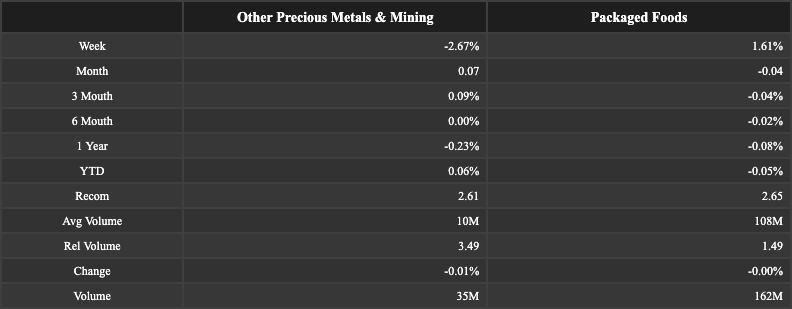 Other Precious Metals & Mining Packaged Foods
Week -2.67% 1.61%
Month 0.07 -0.04
3 Mouth 0.09% -0.04%
6 Mouth 0.00% -0.02%
1 Year -0.23% -0.08%
YTD 0.06% -0.05%
Recom 2.61 2.65
Avg Volume 10M 108M
Rel Volume 3.49 1.49
Change -0.01% -0.00%
Volume 35M 162M